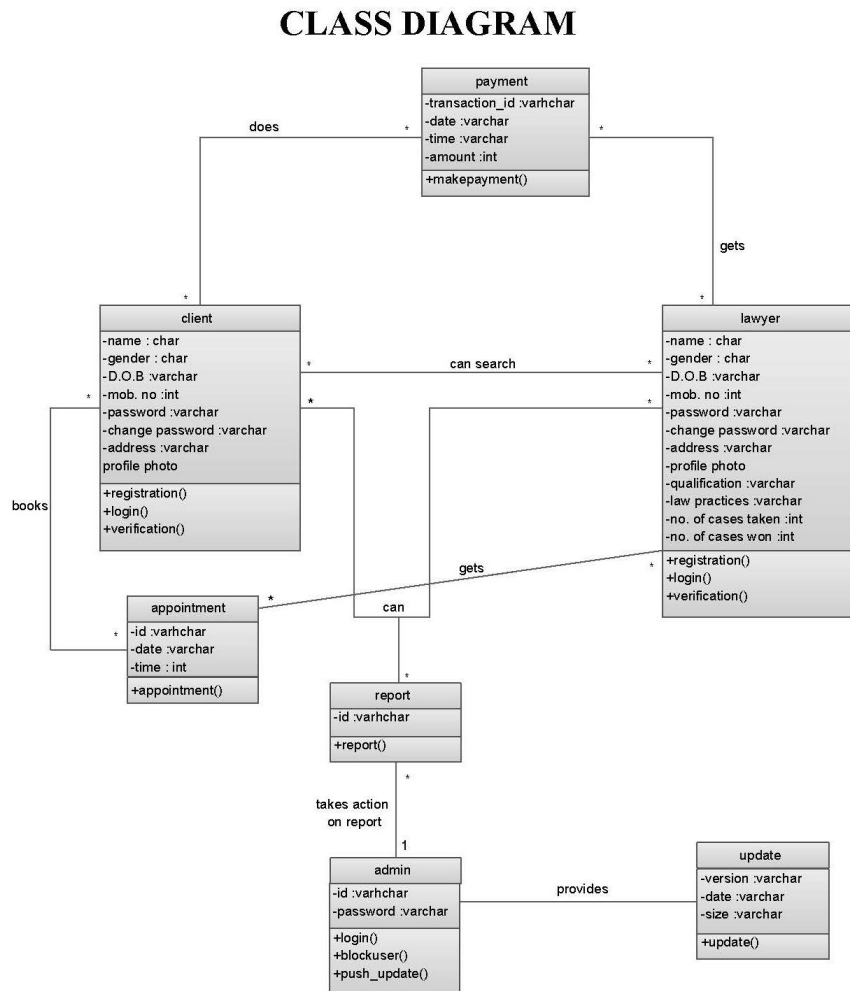 CLASS DIAGRAM
payment
-transaction_id :varhchar
-date :varchar
-time :varchar
-amount :int
+makepayment()
does
*
*
gets
*
*
client
-name : char
-gender : char
-D.O.B :varchar
-mob. no :int
-password :varchar
-change password :varchar
-address :varchar
profile photo
+registration()
+login()
+verification()
lawyer
-name : char
-gender : char
-D.O.B :varchar
-mob. no :int
-password :varchar
-change password :varchar
-address :varchar
-profile photo
-qualification :varchar
-law practices :varchar
-no. of cases taken :int
-no. of cases won :int
+registration()
+login()
+verification()
*
can search
*
*
*
*
books
gets
*
*
can
appointment
-id :varhchar
-date :varchar
-time : int
+appointment()
*
*
report
-id :varhchar
+report()
*
takes action
on report
1
admin
-id :varhchar
-password :varchar
+login()
+blockuser()
+push_update()
provides
update
-version :varchar
-date :varchar
-size :varchar
+update()